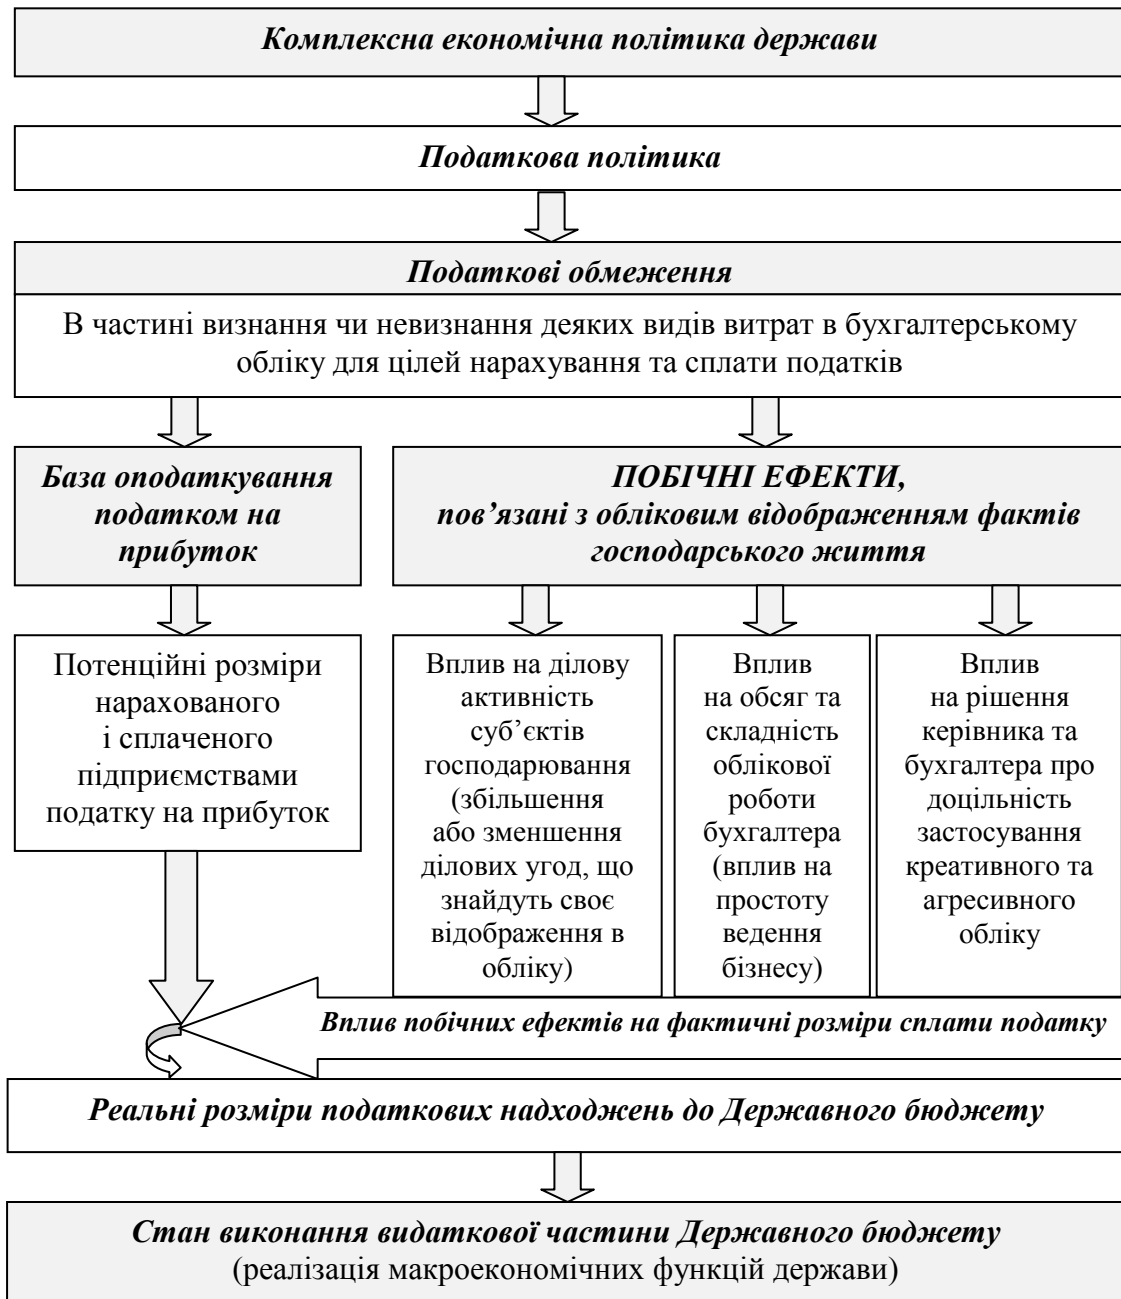 Комплексна економічна політика держави
Податкова політика
Податкові обмеження
В частині визнання чи невизнання деяких видів витрат в бухгалтерському
обліку для цілей нарахування та сплати податків
База оподаткування
податком на
прибуток
ПОБІЧНІ ЕФЕКТИ,
пов’язані з обліковим відображенням фактів
господарського життя
Потенційні розміри
нарахованого
і сплаченого
підприємствами
податку на прибуток
Вплив на ділову
активність
суб’єктів
господарювання
(збільшення
або зменшення
ділових угод, що
знайдуть своє
відображення в
обліку)
Вплив
на обсяг та
складність
облікової
роботи
бухгалтера
(вплив на
простоту
ведення
бізнесу)
Вплив
на рішення
керівника та
бухгалтера про
доцільність
застосування
креативного та
агресивного
обліку
Вплив побічних ефектів на фактичні розміри сплати податку
Реальні розміри податкових надходжень до Державного бюджету
Стан виконання видаткової частини Державного бюджету
(реалізація макроекономічних функцій держави)